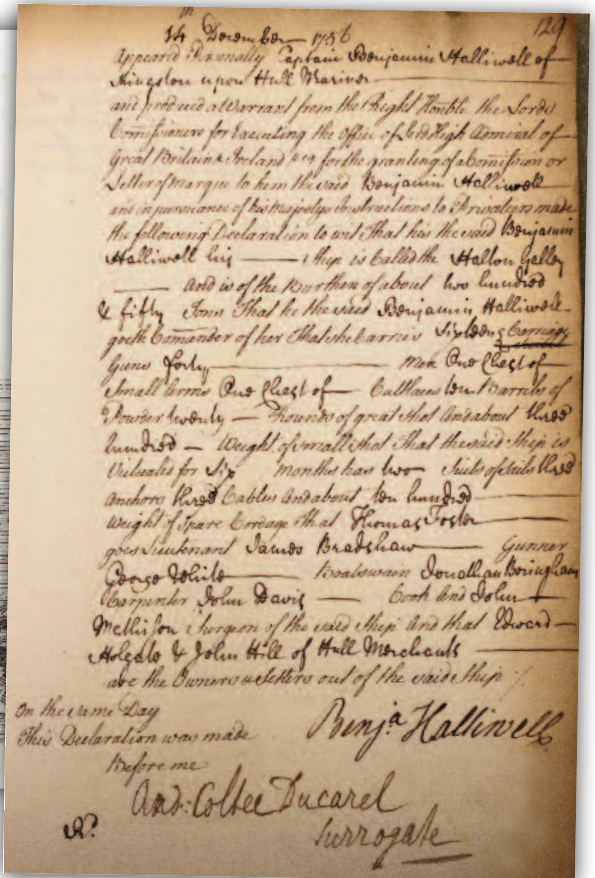 14th December 1756
129
Appeared Personally Captain Benjamin Halliwell of
Kingston upon Hull Mariner
and produced a Warrant from the Right Honble the Lords
Comissioners for Executing the Office of Lord High Admiral of
Great Britain & Ireland &ca for the granting of a Comission or
Letter of Marque to him the said Benjamin Halliwell
and in pursuance of his Majestys Instructions to Privateers made
the following Declaration to wit That his the said Benjamin
Halliwell his Ship is Called the Halton Galley
And is of the Burthen of about two hundred
& fifty Tons That he the said Benjamin Halliwell
goeth Comander of her That she Carries Sixteen Carriage
Guns forty Men One Chest of
Small Arms One Chest of Cutlaces ten Barrels of
Powder twenty Rounds of great shot And about three
hundred Weight of small shot That the said Ship is
Victualed for Six Months has two Suits of Sails three
Anchors three Cables And about ten hundred
Weight of Spare Cordage That Thomas Foster
goes Lieutenant James Bradshaw Gunner
George White Boatswain Jonathan Beringham
Carpenter John Davis Cook And John
Mathison Surgeon of the said Ship And that Edward
Holgate & John Hill of Hull Merchants
are the Owners & Setters out of the said Ship
On the same Day
This Declaration was made
Before me
Benja Halliwell
And: Coltee Ducarel
Surrogate